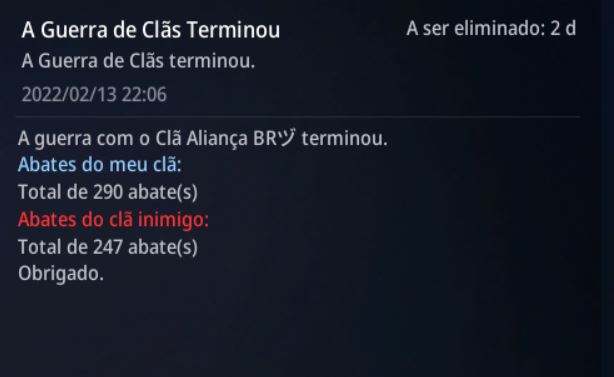 A Guerra de Clãs Terminou
A ser eliminado: 2 d
A Guerra de Clãs terminou.
2022/02/13 22:06
A guerra com o Clã Aliança BRヅ terminou.
Abates do meu clã:
Total de 290 abate(s)
Abates do clã inimigo:
Total de 247 abate(s)
Obrigado.